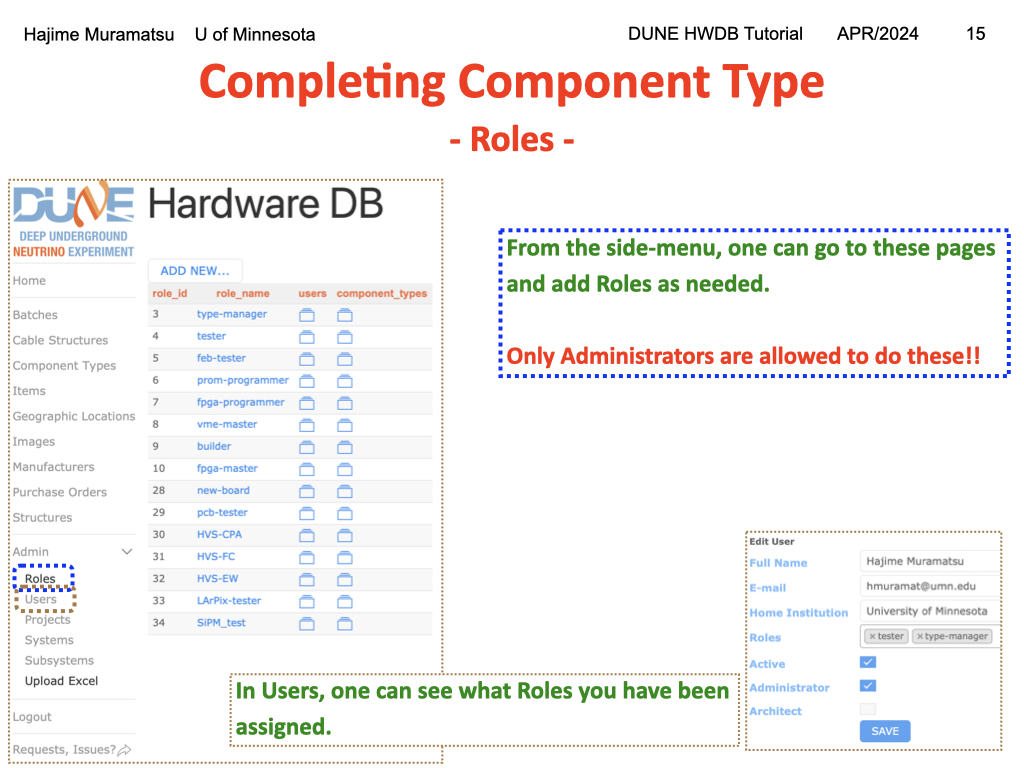 Hajime Muramatsu U of Minnesota DUNE HWDB Tutorial APR/2024 15
Completing Component Type
- Roles -
DUNE
DEEP UNDERGROUND
NEUTRINO EXPERIMENT
Hardware DB
Home
Batches
Cable Structures
Component Types
Items
Geographic Locations
Images
Manufacturers
Purchase Orders
Structures
Admin
Roles
Users
Projects
Systems
Subsystems
Upload Excel
Logout
Requests, Issues?
ADD NEW...
role_id role_name users component_types
3 type-manager
4 tester
5 feb-tester
6 prom-programmer
7 fpga-programmer
8 vme-master
9 builder
10 fpga-master
28 new-board
29 pcb-tester
30 HVS-CPA
31 HVS-FC
32 HVS-EW
33 LArPix-tester
34 SiPM_test
From the side-menu, one can go to these pages
and add Roles as needed.
Only Administrators are allowed to do these!!
In Users, one can see what Roles you have been
assigned.
Edit User
Full Name Hajime Muramatsu
E-mail hmuramat@umn.edu
Home Institution University of Minnesota
Roles × tester × type-manager
Active
Administrator
Architect
SAVE